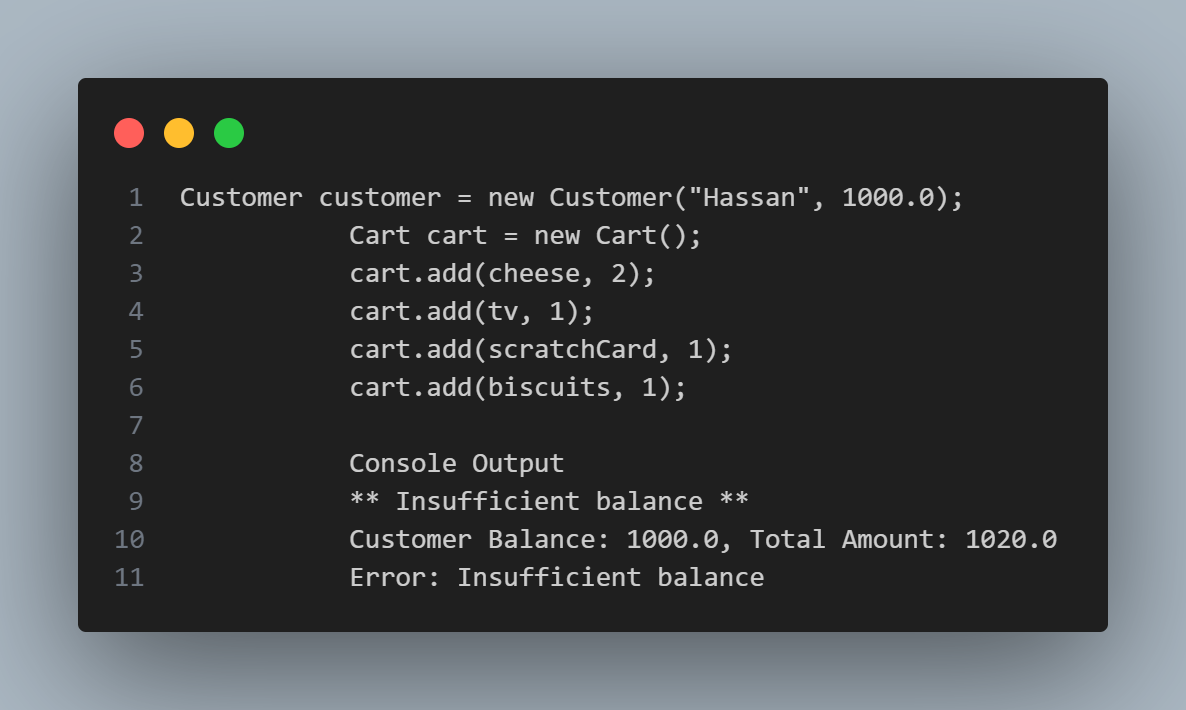 1 Customer customer = new Customer("Hassan", 1000.0);
2 Cart cart = new Cart();
3 cart.add(cheese, 2);
4 cart.add(tv, 1);
5 cart.add(scratchCard, 1);
6 cart.add(biscuits, 1);
7
8 Console Output
9 ** Insufficient balance **
10 Customer Balance: 1000.0, Total Amount: 1020.0
11 Error: Insufficient balance